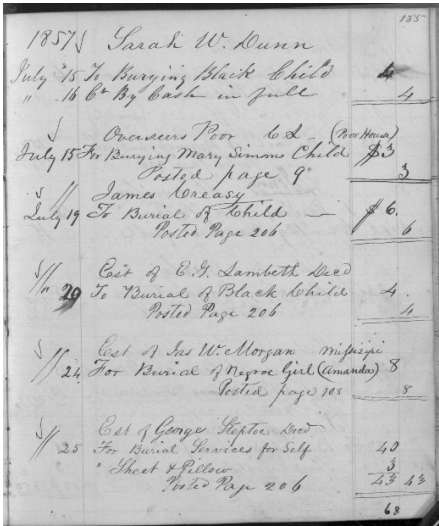 135
1857 Sarah W. Dunn
July 15 To Burying Black Child 4
" 16 Cr By Cash in full 4
Overseers Poor C L (Poor House)
July 15 For Burying Mary Simons Child $3
Posted page 9 3
James Creasy
July 19 To Burial of Child — $6.
Posted Page 206 6
Est of E. G. Lambeth Decd
" 20 To Burial of Black Child 4.
Posted Page 206 4
Est of Jas W. Morgan Missisipi
" 24 For Burial of Negroe Girl (Amanda) 8
Posted page 108 8
Est of George Steptoe Decd
" 25 For Burial Services for Self 40
" Sheet & Pillow 3
43 43
Posted Page 206
68